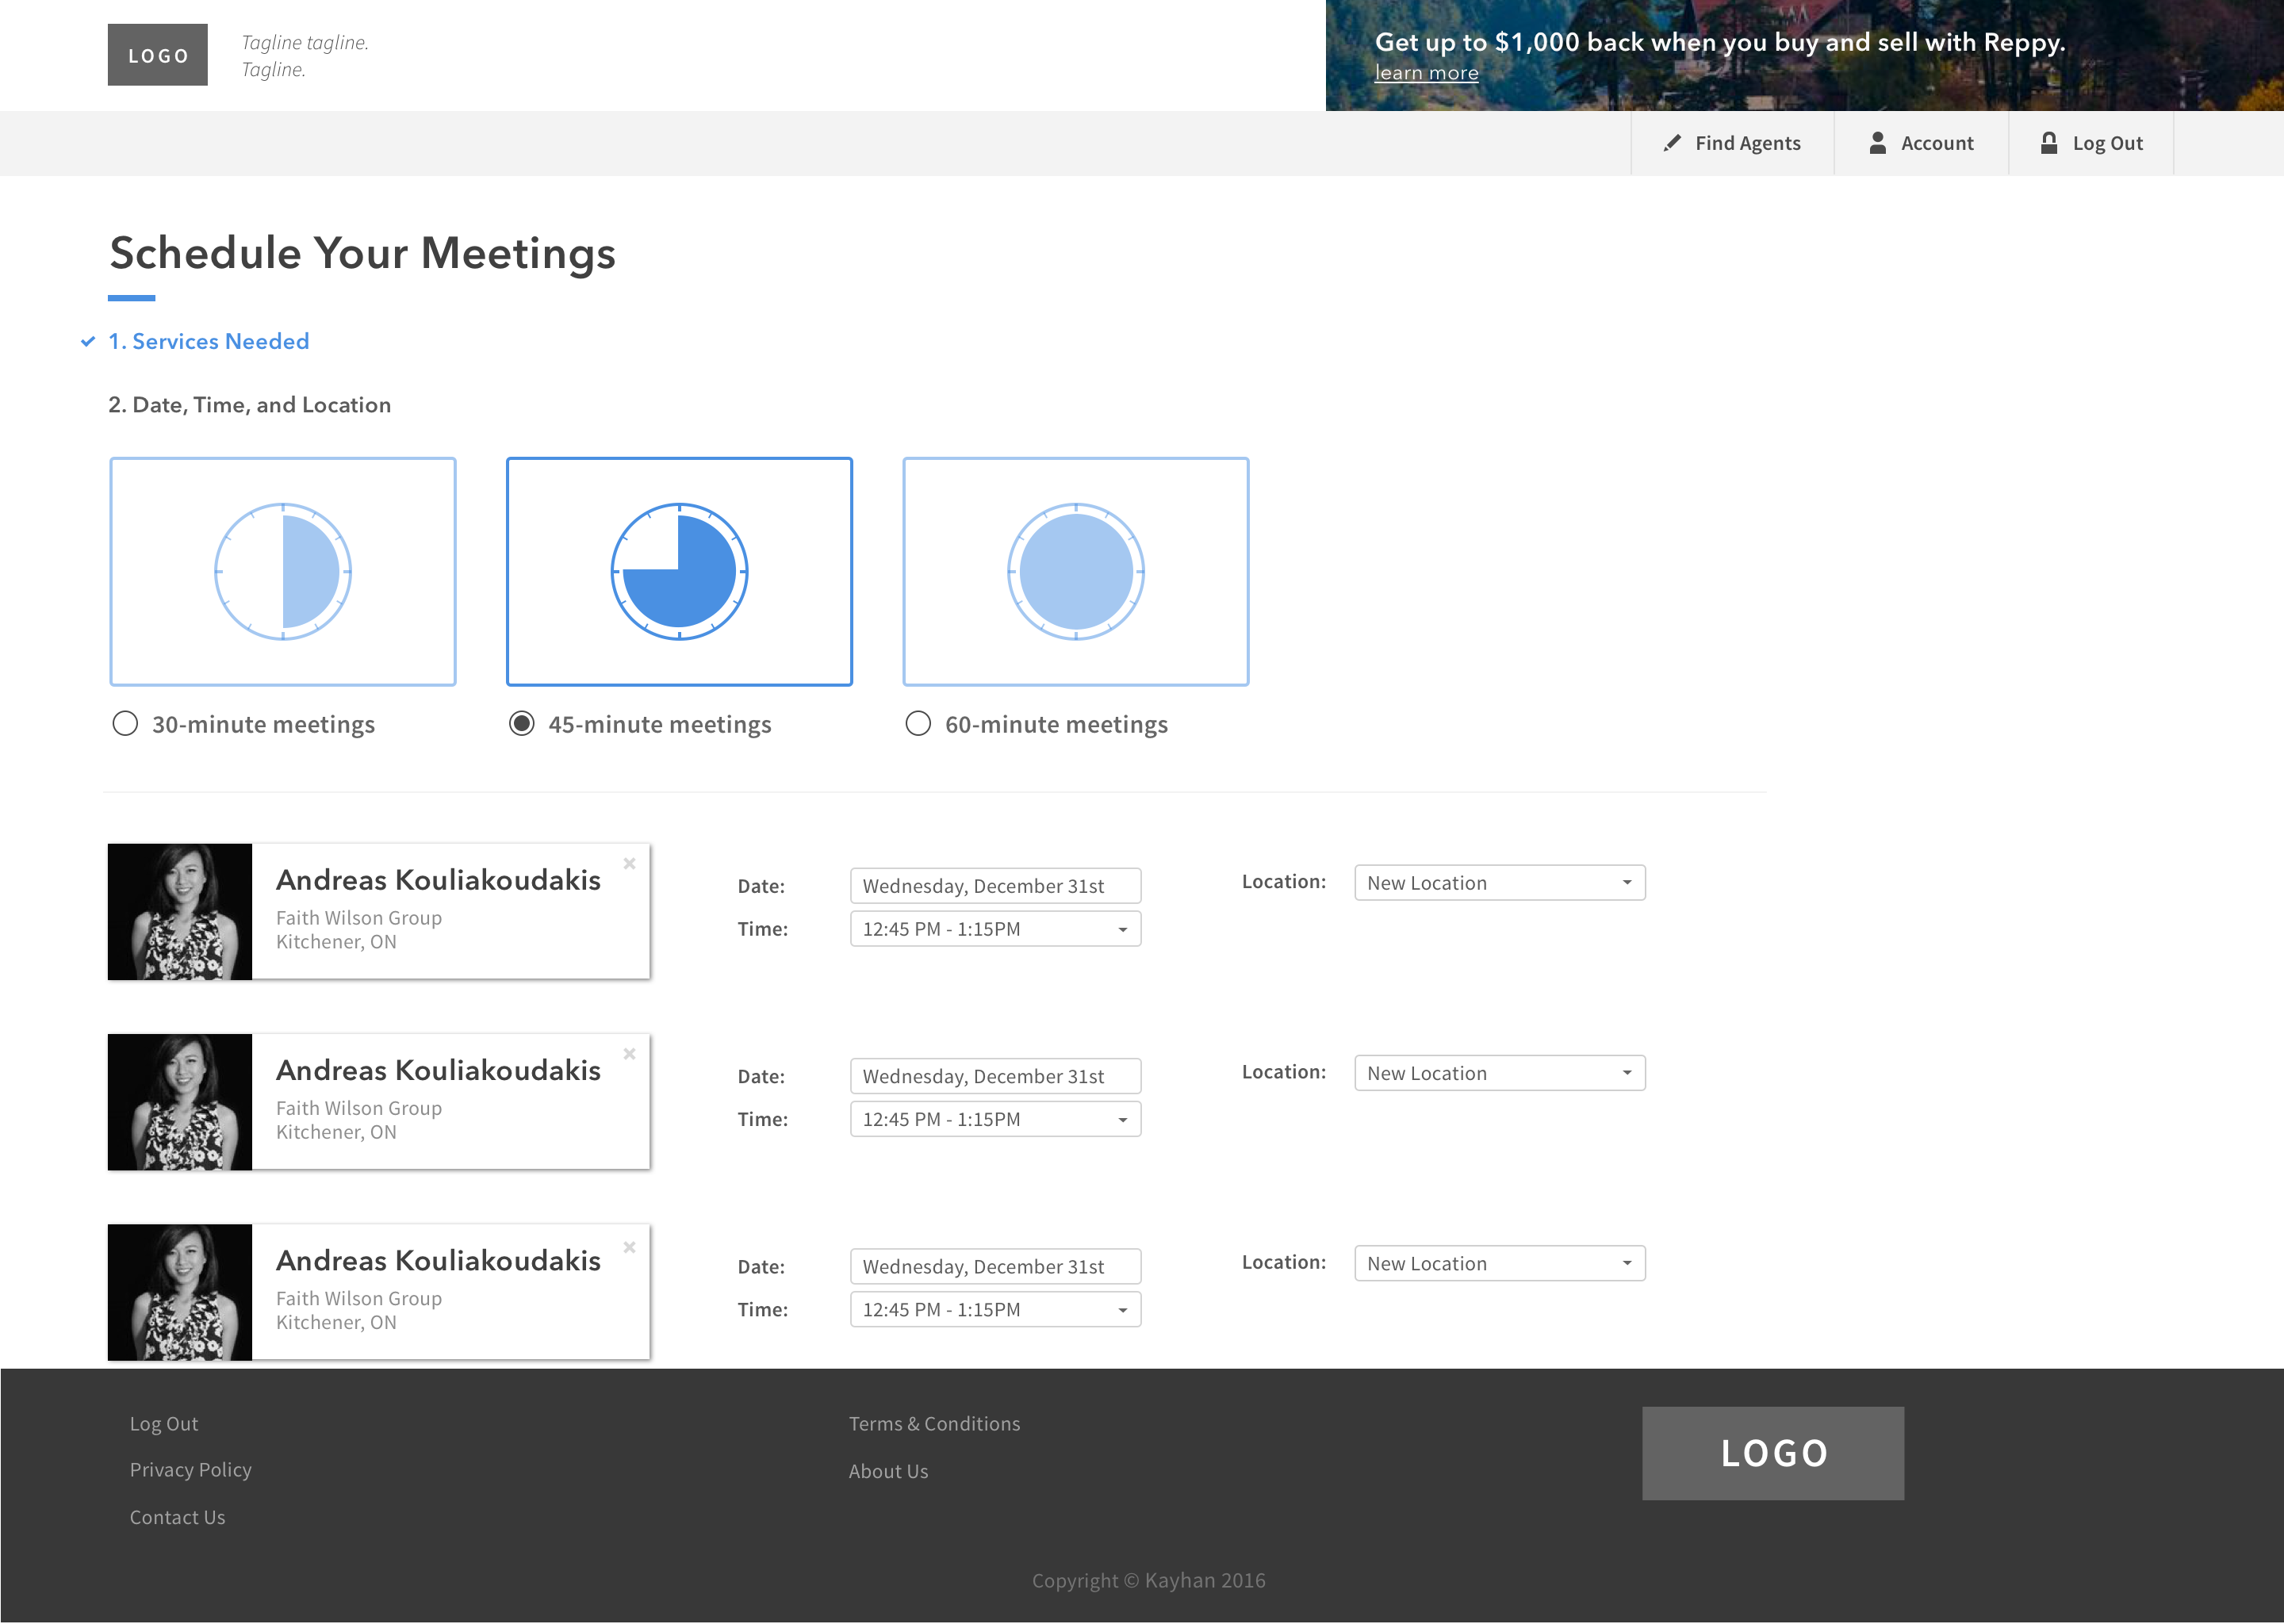 LOGO
Tagline tagline.
Tagline.
Get up to $1,000 back when you buy and sell with Reppy.
learn more
Find Agents
Account
Log Out
Schedule Your Meetings
1. Services Needed
2. Date, Time, and Location
30-minute meetings
45-minute meetings
60-minute meetings
Andreas Kouliakoudakis
Faith Wilson Group
Kitchener, ON
Date:
Wednesday, December 31st
Time:
12:45 PM - 1:15PM
Location:
New Location
Andreas Kouliakoudakis
Faith Wilson Group
Kitchener, ON
Date:
Wednesday, December 31st
Time:
12:45 PM - 1:15PM
Location:
New Location
Andreas Kouliakoudakis
Faith Wilson Group
Kitchener, ON
Date:
Wednesday, December 31st
Time:
12:45 PM - 1:15PM
Location:
New Location
Log Out
Privacy Policy
Contact Us
Terms & Conditions
About Us
LOGO
Copyright © Kayhan 2016